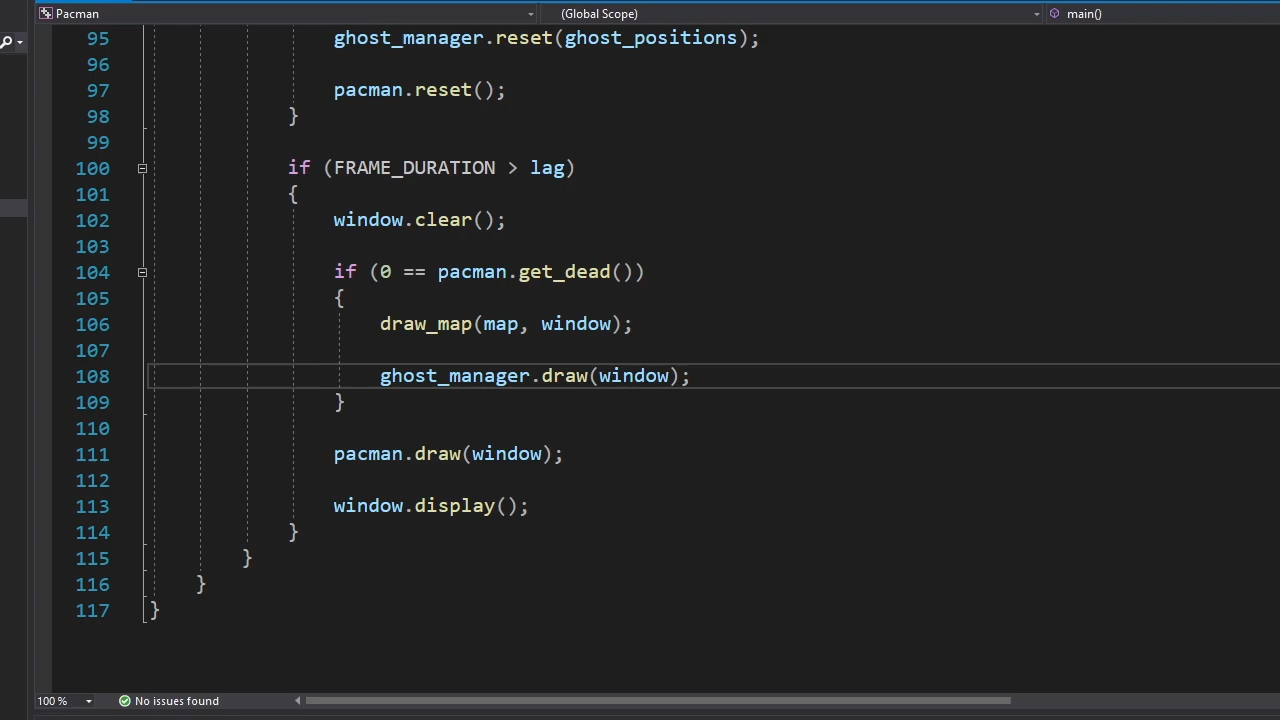 Pacman (Global Scope) main()
95 ghost_manager.reset(ghost_positions);
96
97 pacman.reset();
98 }
99
100 if (FRAME_DURATION > lag)
101 {
102 window.clear();
103
104 if (0 == pacman.get_dead())
105 {
106 draw_map(map, window);
107
108 ghost_manager.draw(window);
109 }
110
111 pacman.draw(window);
112
113 window.display();
114 }
115 }
116 }
117 }
100 % No issues found